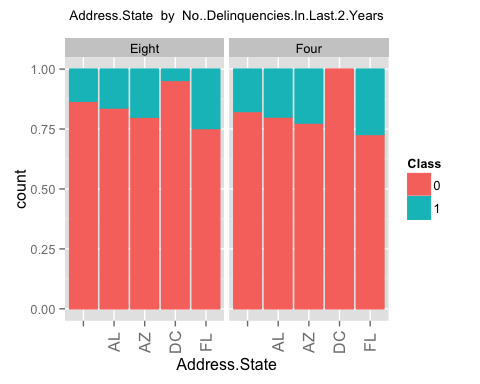 Address.State by No..Delinquencies.In.Last.2.Years
Eight
Four
count
1.00
0.75
0.50
0.25
0.00
AL
AZ
DC
FL
AL
AZ
DC
FL
Address.State
Class
0
1